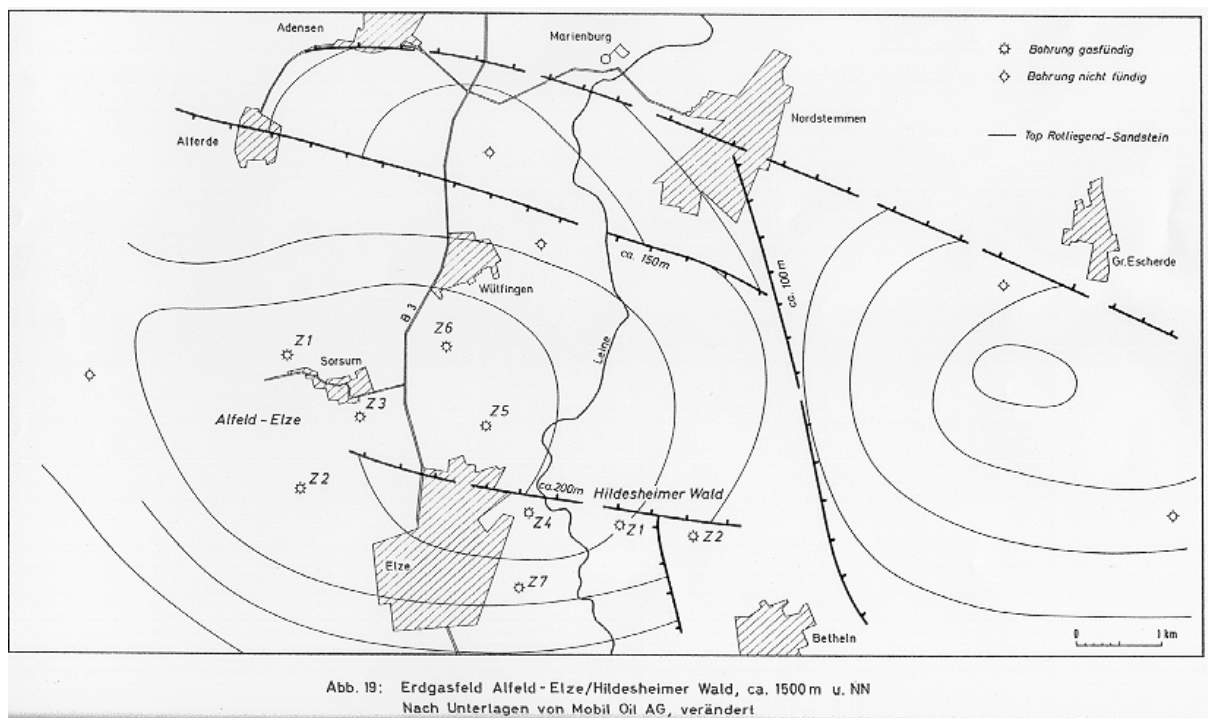 Adensen
Marienburg
Bohrung gasfündig
Bohrung nicht fündig
Nordstemmen
Alferde
Top Rotliegend-Sandstein
ca. 150m
ca. 100m
Gr. Escherde
Wülfingen
B 3
Z6
Leine
Z1
Sorsum
Z3
Alfeld - Elze
Z5
Z2
ca. 200m
Hildesheimer Wald
Z4
Z1
Z2
Elze
Z7
Betheln
0 1 km
Abb. 19: Erdgasfeld Alfeld - Elze/Hildesheimer Wald, ca. 1500 m u. NN
Nach Unterlagen von Mobil Oil AG, verändert